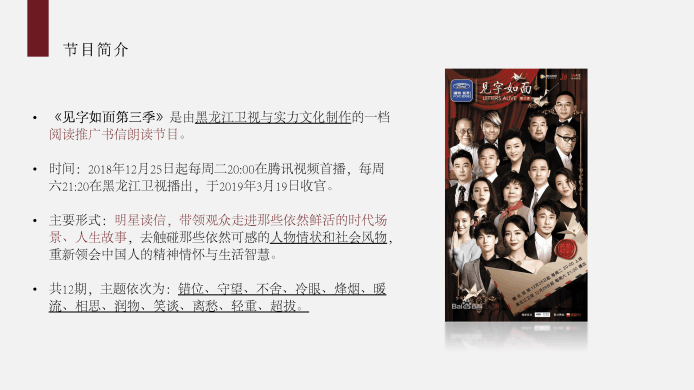 节目简介
• 《见字如面第三季》是由黑龙江卫视与实力文化制作的一档
阅读推广书信朗读节目。
• 时间：2018年12月25日起每周二20:00在腾讯视频首播，每周
六21:20在黑龙江卫视播出，于2019年3月19日收官。
• 主要形式：明星读信，带领观众走进那些依然鲜活的时代场
景、人生故事，去触碰那些依然可感的人物情状和社会风物，
重新领会中国人的精神情怀与生活智慧。
• 共12期，主题依次为：错位、守望、不舍、冷眼、烽烟、暖
流、相思、润物、笑谈、离愁、轻重、超拔。
见字如面
LETTERS ALIVE
Bai百科